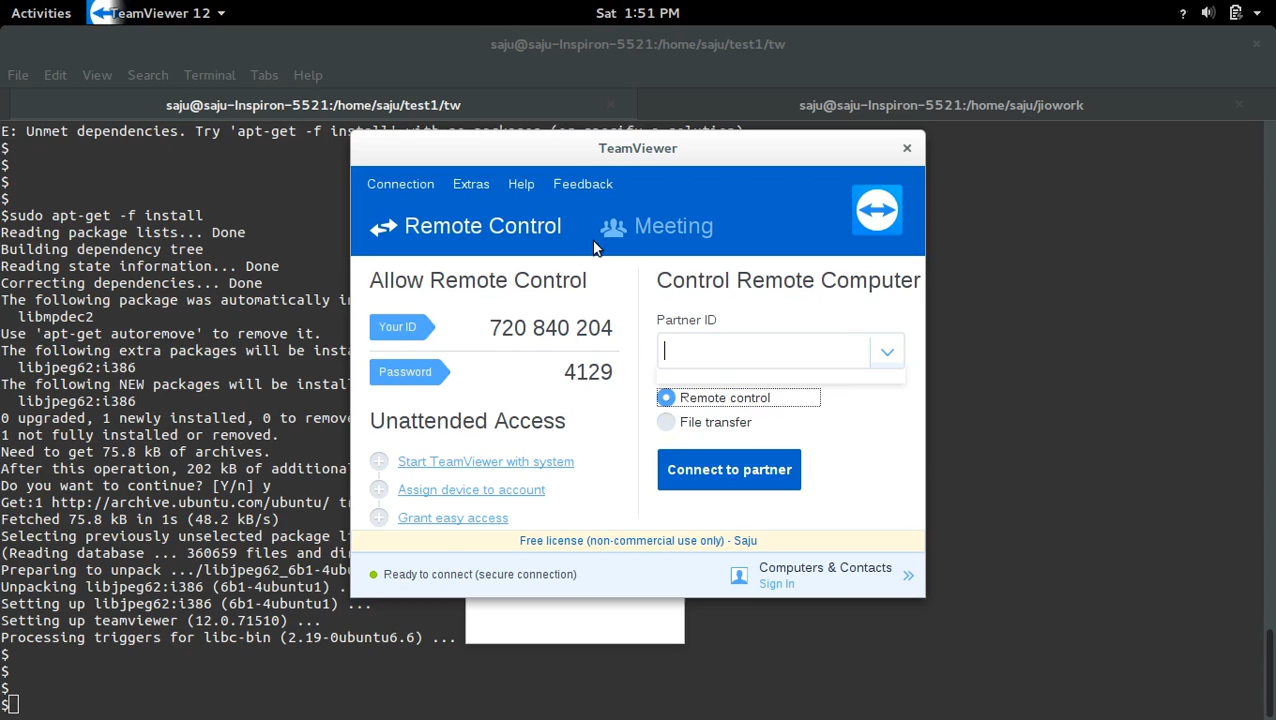 Activities
TeamViewer 12
Sat 1:51 PM
?
saju@saju-Inspiron-5521:/home/saju/test1/tw
File Edit View Search Terminal Tabs Help
saju@saju-Inspiron-5521:/home/saju/test1/tw
saju@saju-Inspiron-5521:/home/saju/jiowork
E: Unmet dependencies. Try 'apt-get -f install' with no packages (or specify a solution)
$
$
$
$
$sudo apt-get -f install
Reading package lists... Done
Building dependency tree
Reading state information... Done
Correcting dependencies... Done
The following package was automatically in
libmpdec2
Use 'apt-get autoremove' to remove it.
The following extra packages will be insta
libjpeg62:i386
The following NEW packages will be install
libjpeg62:i386
0 upgraded, 1 newly installed, 0 to remove
1 not fully installed or removed.
Need to get 75.8 kB of archives.
After this operation, 202 kB of additional
Do you want to continue? [Y/n] y
Get:1 http://archive.ubuntu.com/ubuntu/ tr
Fetched 75.8 kB in 1s (48.2 kB/s)
Selecting previously unselected package li
(Reading database ... 360659 files and dir
Preparing to unpack .../libjpeg62_6b1-4ubu
Unpacking libjpeg62:i386 (6b1-4ubuntu1) ..
Setting up libjpeg62:i386 (6b1-4ubuntu1) ...
Setting up teamviewer (12.0.71510) ...
Processing triggers for libc-bin (2.19-0ubuntu6.6) ...
$
$
$
$
TeamViewer
Connection Extras Help Feedback
Remote Control
Meeting
Allow Remote Control
Your ID 720 840 204
Password 4129
Unattended Access
Start TeamViewer with system
Assign device to account
Grant easy access
Control Remote Computer
Partner ID
Remote control
File transfer
Connect to partner
Free license (non-commercial use only) - Saju
Ready to connect (secure connection)
Computers & Contacts
Sign In